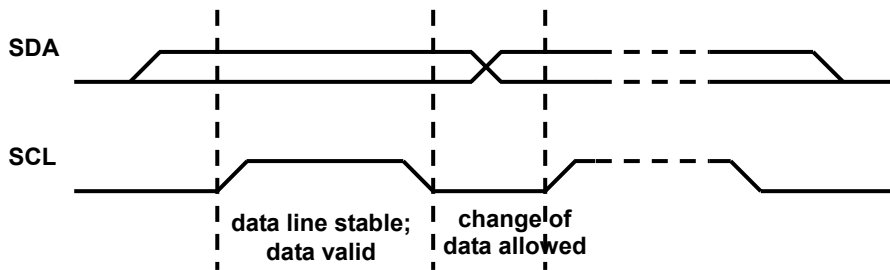 SDA
SCL
data line stable;
data valid
change of
data allowed